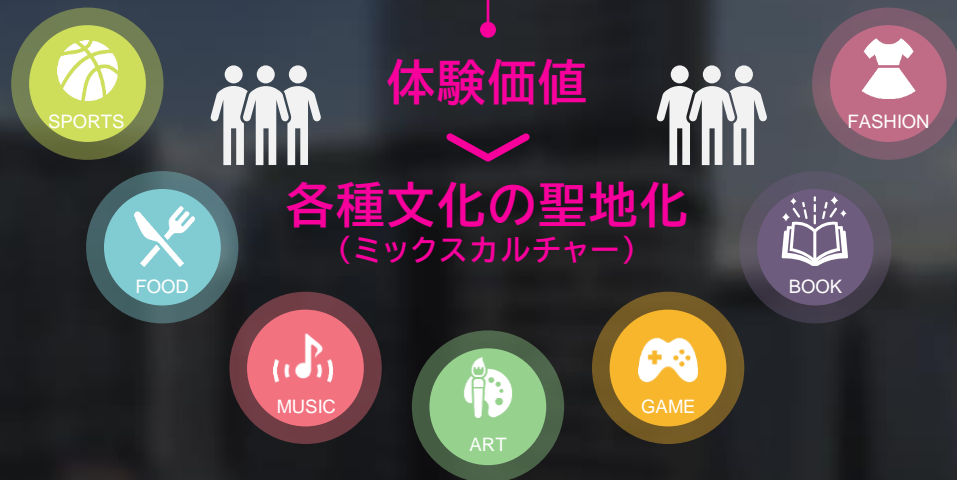 体験価値
SPORTS
FASHION
各種文化の聖地化
（ミックスカルチャー）
FOOD
BOOK
MUSIC
GAME
ART